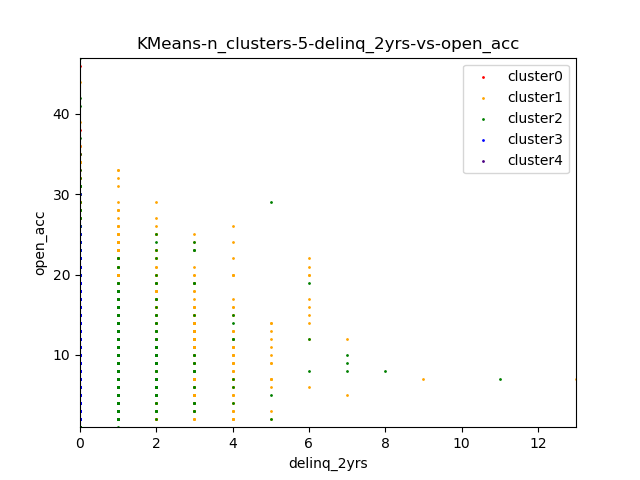 KMeans-n_clusters-5-delinq_2yrs-vs-open_acc
cluster0
cluster1
cluster2
cluster3
cluster4
40
30
20
10
open_acc
0 2 4 6 8 10 12
delinq_2yrs